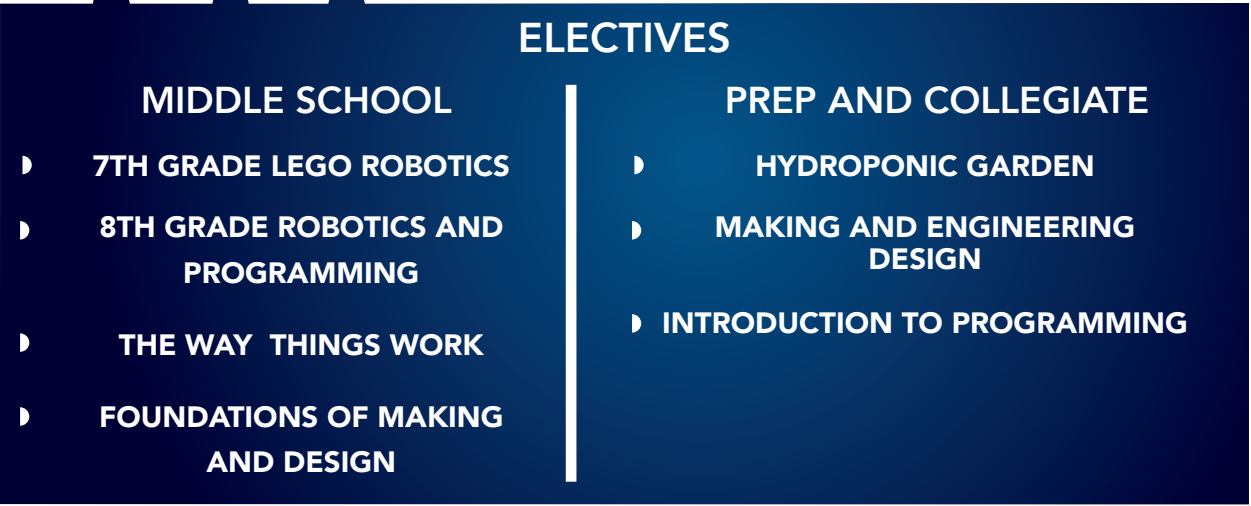 ELECTIVES
MIDDLE SCHOOL
7TH GRADE LEGO ROBOTICS
8TH GRADE ROBOTICS AND
PROGRAMMING
THE WAY THINGS WORK
FOUNDATIONS OF MAKING
AND DESIGN
PREP AND COLLEGIATE
HYDROPONIC GARDEN
MAKING AND ENGINEERING
DESIGN
INTRODUCTION TO PROGRAMMING